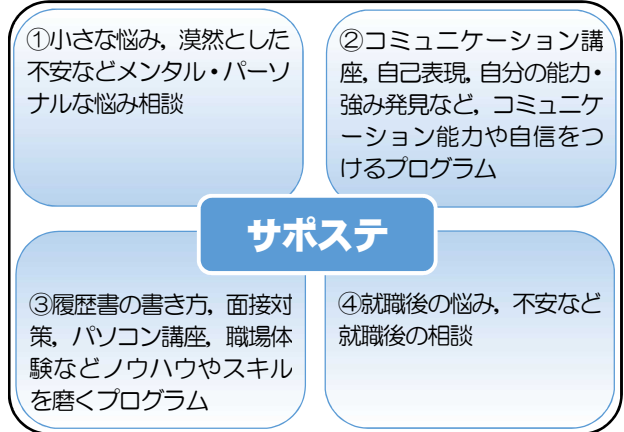 ①小さな悩み，漠然とした
不安などメンタル・パーソ
ナルな悩み相談
②コミュニケーション講
座，自己表現，自分の能力・
強み発見など，コミュニケ
ーション能力や自信をつ
けるプログラム
サポステ
③履歴書の書き方，面接対
策，パソコン講座，職場体
験などノウハウやスキル
を磨くプログラム
④就職後の悩み，不安など
就職後の相談